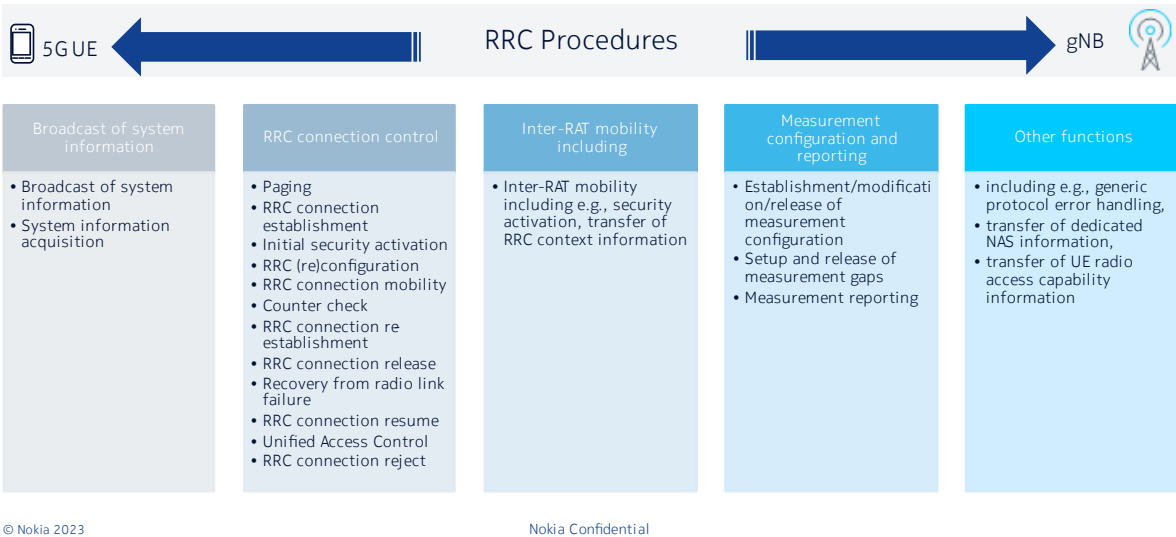 5G UE
RRC Procedures
gNB
Broadcast of system
information
• Broadcast of system
information
• System information
acquisition
RRC connection control
• Paging
• RRC connection
establishment
• Initial security activation
• RRC (re)configuration
• RRC connection mobility
• Counter check
• RRC connection re-
establishment
• RRC connection release
• Recovery from radio link
failure
• RRC connection resume
• Unified Access Control
• RRC connection reject
Inter-RAT mobility
including
• Inter-RAT mobility
including e.g., security
activation, transfer of
RRC context information
Measurement
configuration and
reporting
• Establishment/modificati
on/release of
measurement
configuration
• Setup and release of
measurement gaps
• Measurement reporting
Other functions
• including e.g., generic
protocol error handling,
• transfer of dedicated
NAS information,
• transfer of UE radio
access capability
information
© Nokia 2023
Nokia Confidential